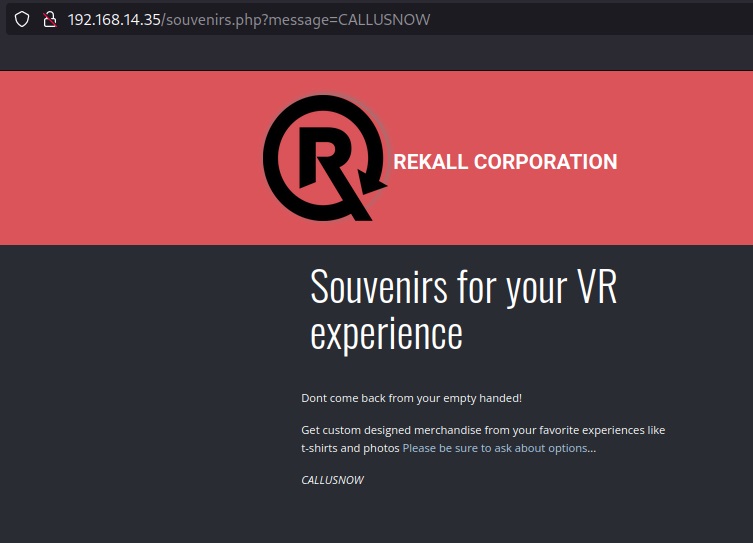 192.168.14.35/souvenirs.php?message=CALLUSNOW
R
REKALL CORPORATION
Souvenirs for your VR
experience
Dont come back from your empty handed!
Get custom designed merchandise from your favorite experiences like
t-shirts and photos Please be sure to ask about options...
CALLUSNOW